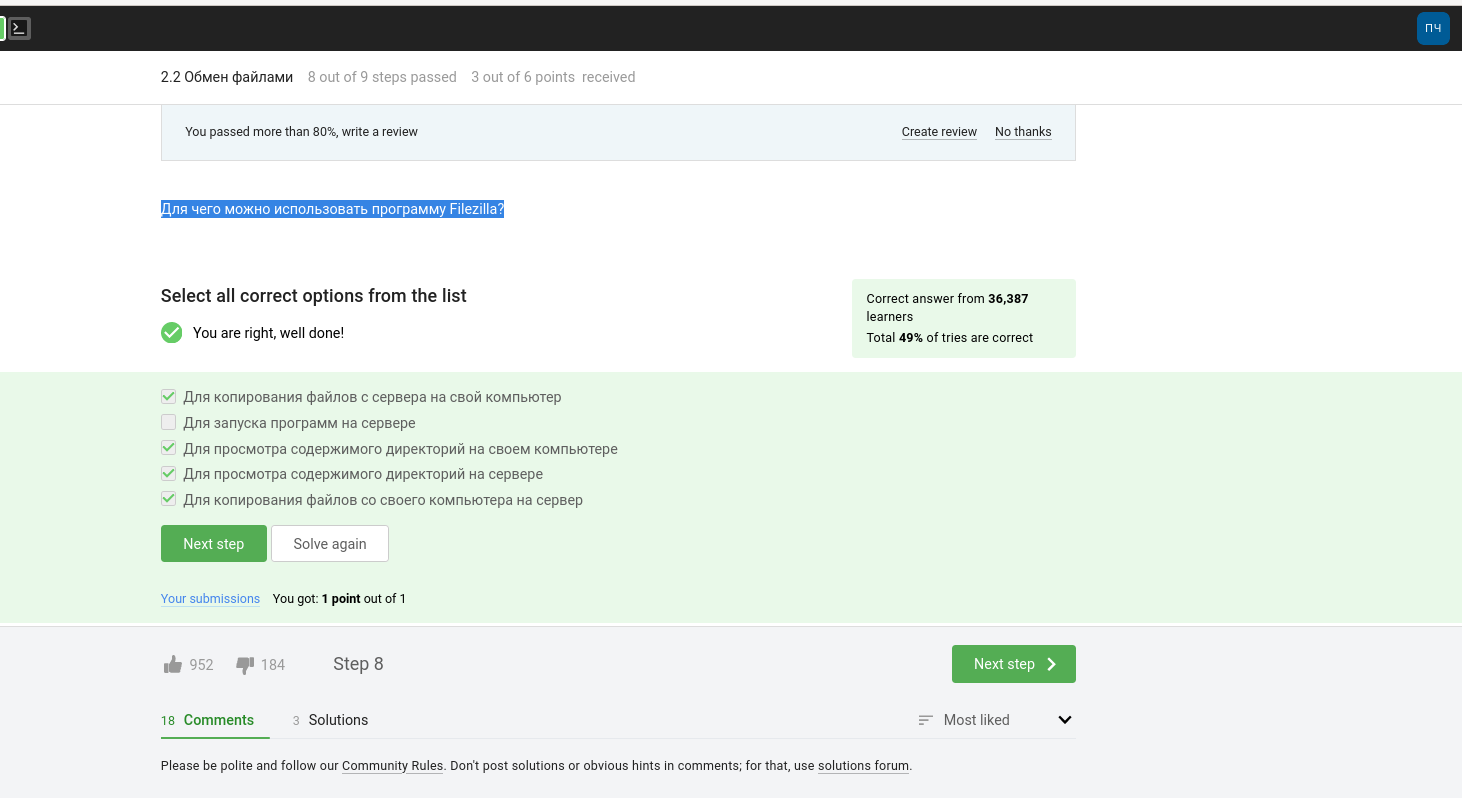 ПЧ
2.2 Обмен файлами 8 out of 9 steps passed 3 out of 6 points received
You passed more than 80%, write a review Create review No thanks
Для чего можно использовать программу Filezilla?
Select all correct options from the list
You are right, well done!
Correct answer from 36,387
learners
Total 49% of tries are correct
Для копирования файлов с сервера на свой компьютер
Для запуска программ на сервере
Для просмотра содержимого директорий на своем компьютере
Для просмотра содержимого директорий на сервере
Для копирования файлов со своего компьютера на сервер
Next step Solve again
Your submissions You got: 1 point out of 1
952 184 Step 8 Next step
18 Comments 3 Solutions Most liked
Please be polite and follow our Community Rules. Don't post solutions or obvious hints in comments; for that, use solutions forum.